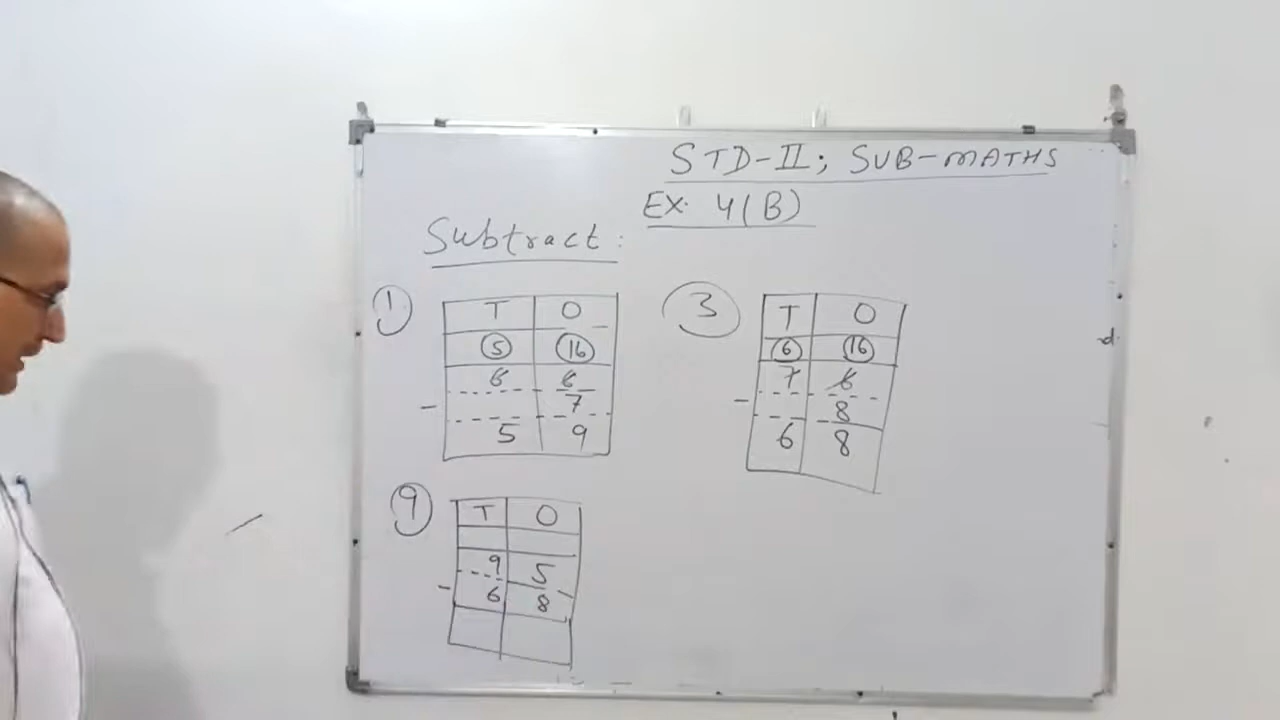 STD-II; SUB-MATHS
EX. 4(B)
Subtract:
1
T O
5 16
6 6
- 7
5 9
3
T O
6 16
7 6
- 8
6 8
9
T O
9 5
- 6 8
d.